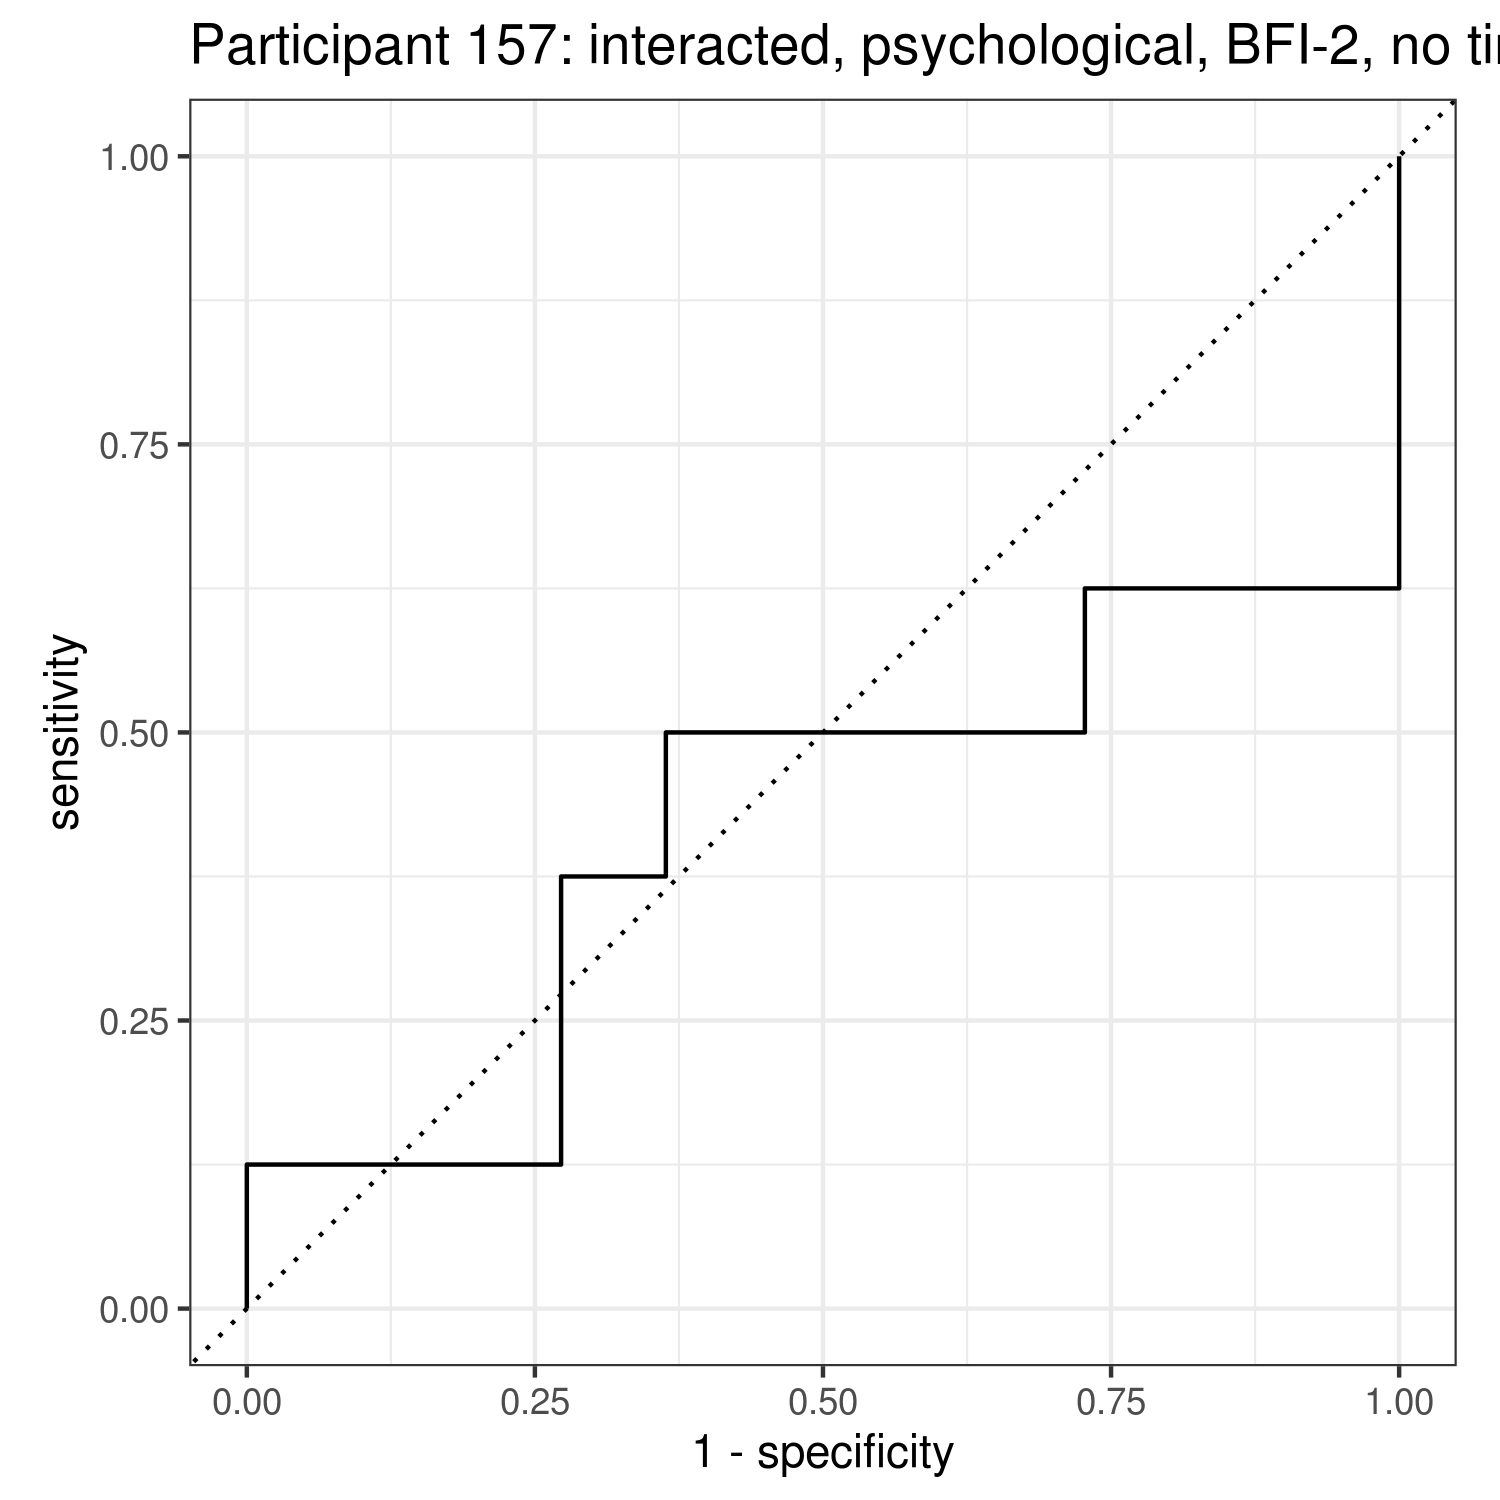 Participant 157: interacted, psychological, BFI-2, no
1.00
0.75
0.50
0.25
0.00
sensitivity
0.00 0.25 0.50 0.75 1.00
1 - specificity